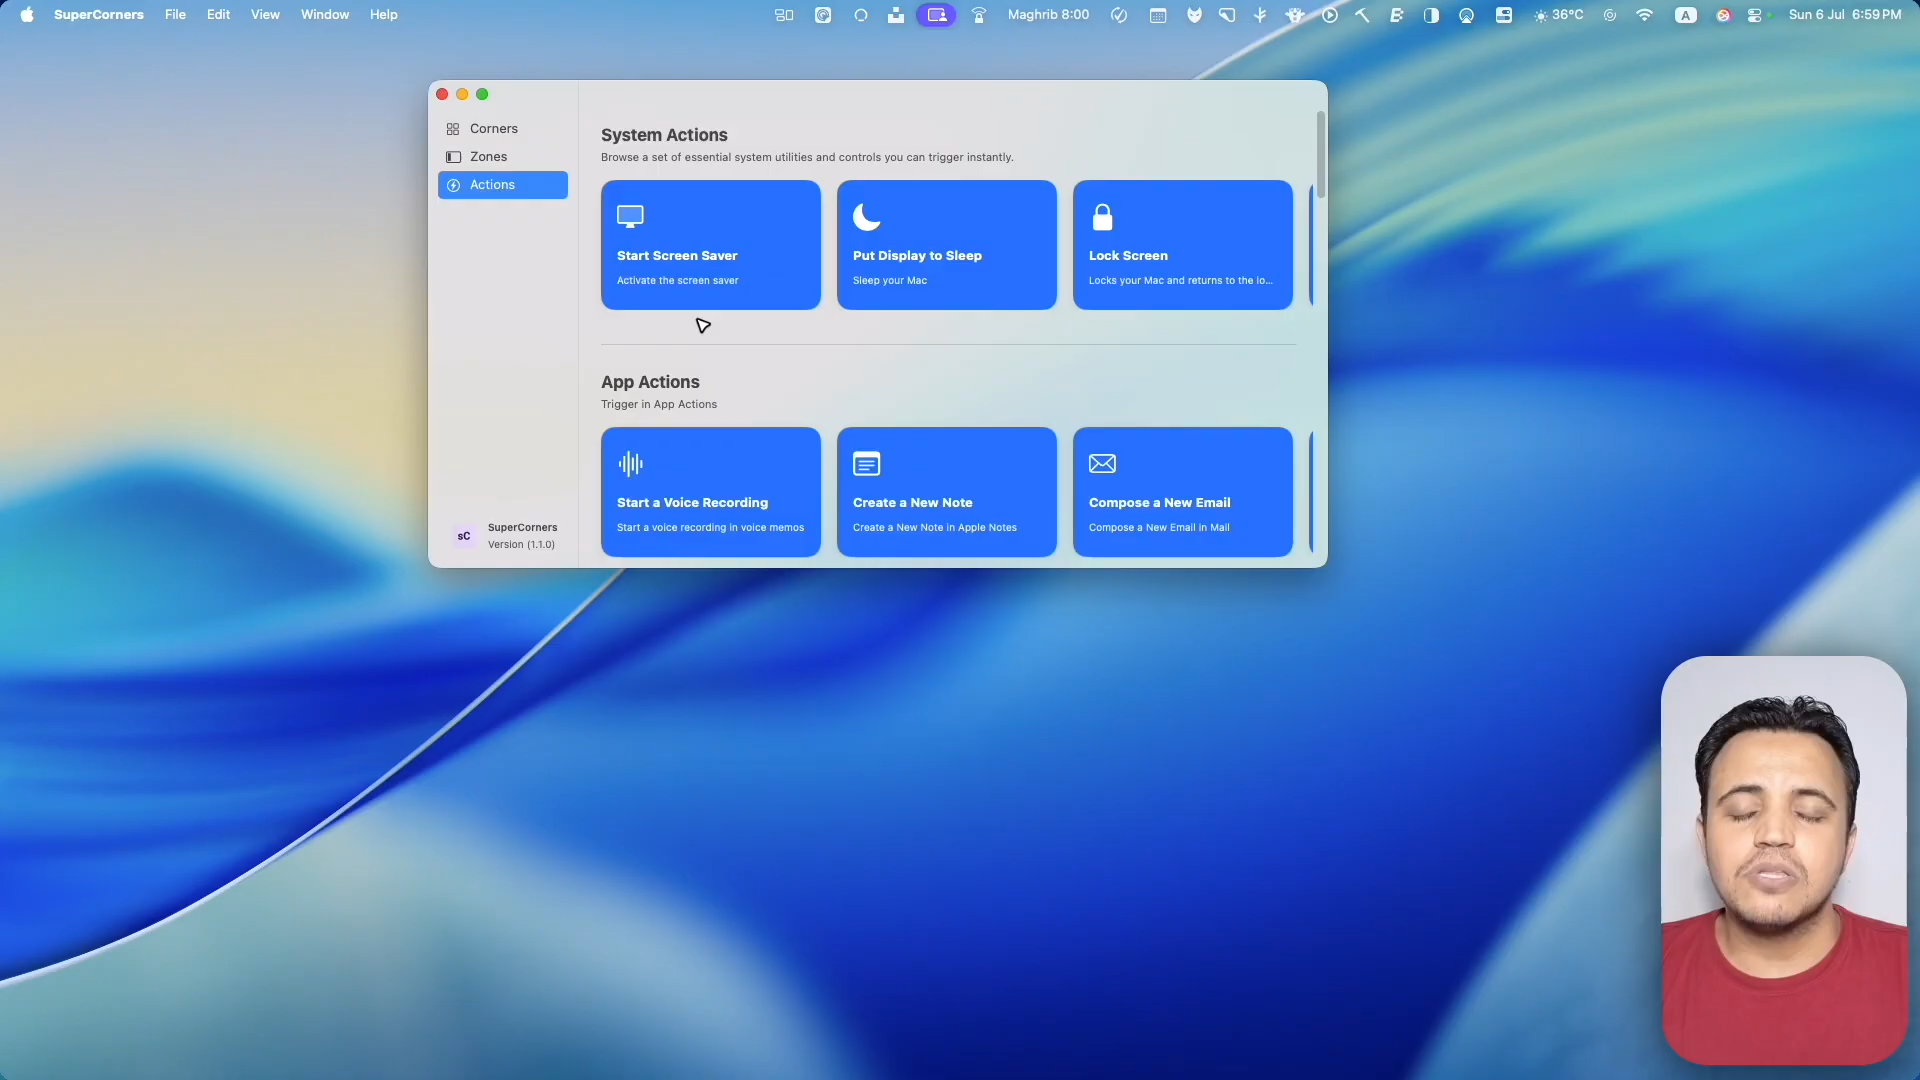 SuperCorners File Edit View Window Help Maghrib 8:00 A 36°C Sun 6 Jul 6:59 PM
Corners
Zones
Actions
System Actions
Browse a set of essential system utilities and controls you can trigger instantly.
Start Screen Saver
Activate the screen saver
Put Display to Sleep
Sleep your Mac
Lock Screen
Locks your Mac and returns to the lo...
App Actions
Trigger in App Actions
Start a Voice Recording
Start a voice recording in voice memos
Create a New Note
Create a New Note in Apple Notes
Compose a New Email
Compose a New Email in Mail
sC
SuperCorners
Version (1.1.0)